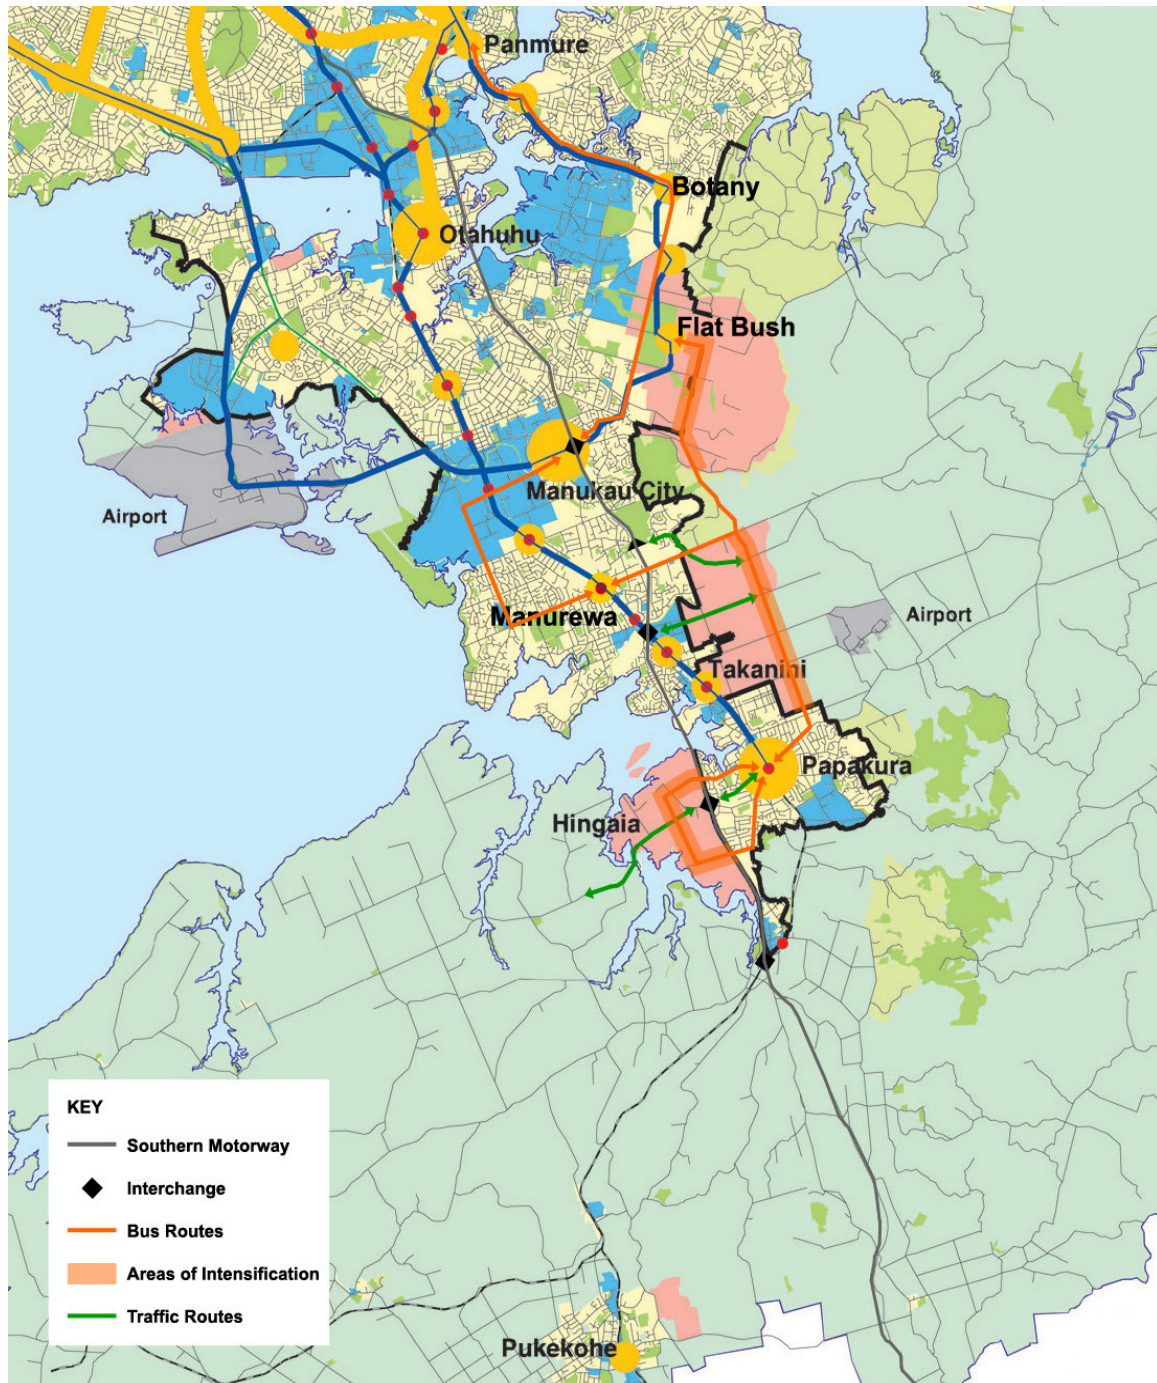 Panmure
Botany
Otahuhu
Flat Bush
Manukau City
Airport
Manurewa
Airport
Takanini
Papakura
Hingaia
KEY
Southern Motorway
Interchange
Bus Routes
Areas of Intensification
Traffic Routes
Pukekohe